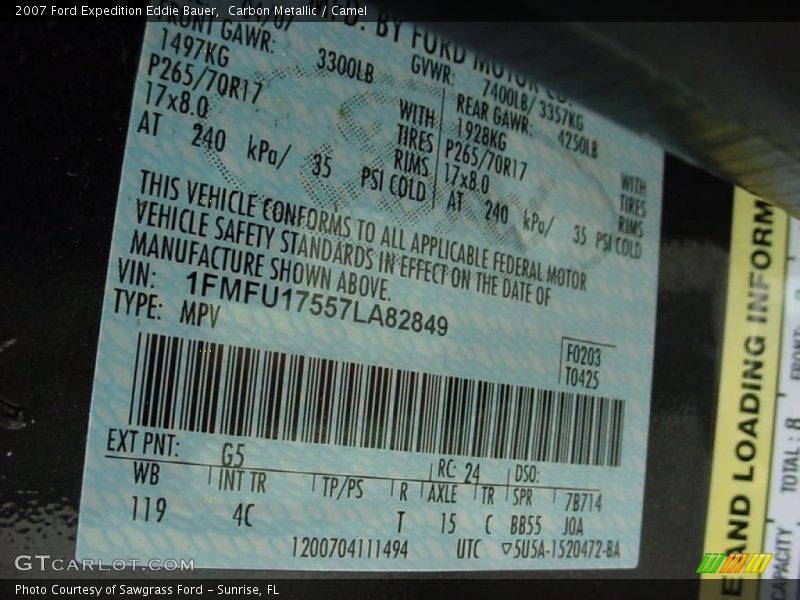 2007 Ford Expedition Eddie Bauer, Carbon Metallic / Camel
MFD. BY FORD MOTOR CO.
FRONT GAWR: 3300LB GVWR: 7400LB/ 3357KG
1497KG REAR GAWR: 4250LB
P265/70R17 WITH 1928KG WITH
17x8.0 TIRES P265/70R17 TIRES
RIMS 17x8.0 RIMS
AT 240 kPa/ 35 PSI COLD AT 240 kPa/ 35 PSI COLD
THIS VEHICLE CONFORMS TO ALL APPLICABLE FEDERAL MOTOR
VEHICLE SAFETY STANDARDS IN EFFECT ON THE DATE OF
MANUFACTURE SHOWN ABOVE.
VIN: 1FMFU17557LA82849
TYPE: MPV
F0203
T0425
EXT PNT: G5 RC: 24 DSO:
WB INT TR TP/PS R AXLE TR SPR 7B714
119 4C T 15 C BB55 JOA
1200704111494 UTC ▽5U5A-1520472-BA
E AND LOADING INFORM
CAPACITY TOTAL: 8 FRONT:
GTCARLOT.COM
Photo Courtesy of Sawgrass Ford - Sunrise, FL